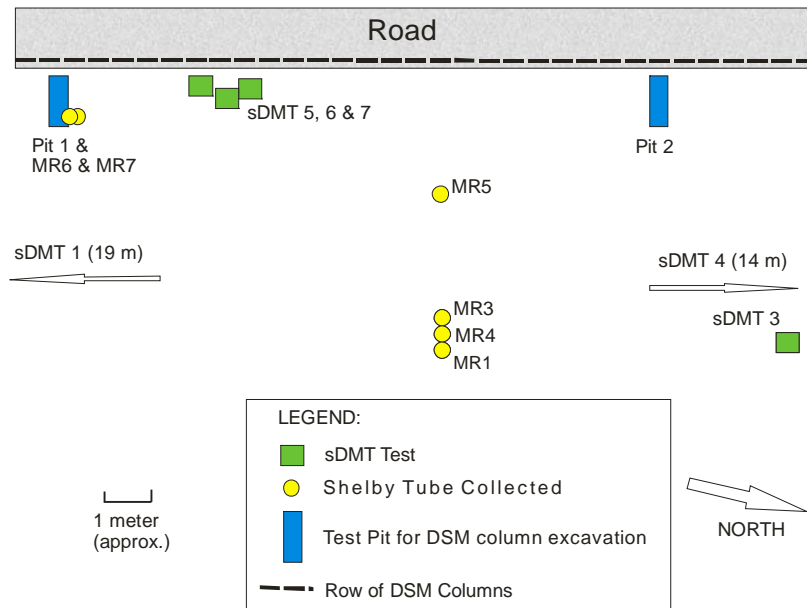 Road
sDMT 5, 6 & 7
Pit 1 &
MR6 & MR7
Pit 2
MR5
sDMT 1 (19 m)
sDMT 4 (14 m)
MR3
MR4
MR1
sDMT 3
LEGEND:
sDMT Test
Shelby Tube Collected
Test Pit for DSM column excavation
Row of DSM Columns
1 meter
(approx.)
NORTH